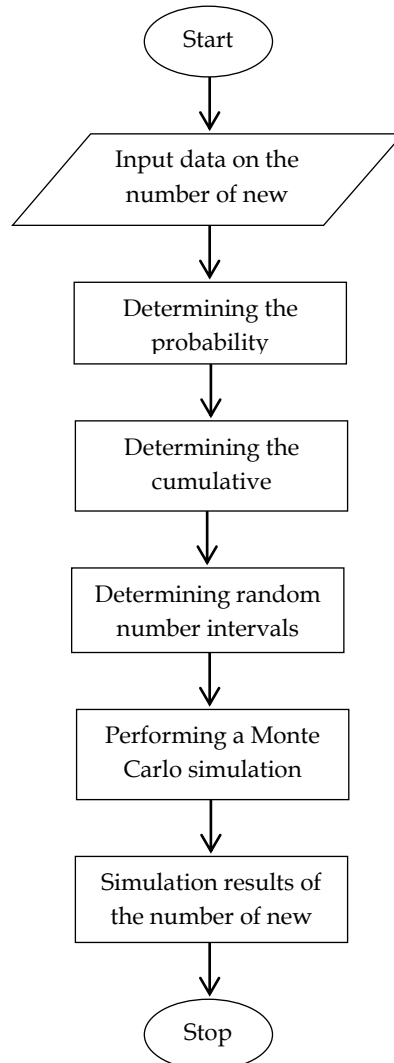 Start
Input data on the
number of new
Determining the
probability
Determining the
cumulative
Determining random
number intervals
Performing a Monte
Carlo simulation
Simulation results of
the number of new
Stop